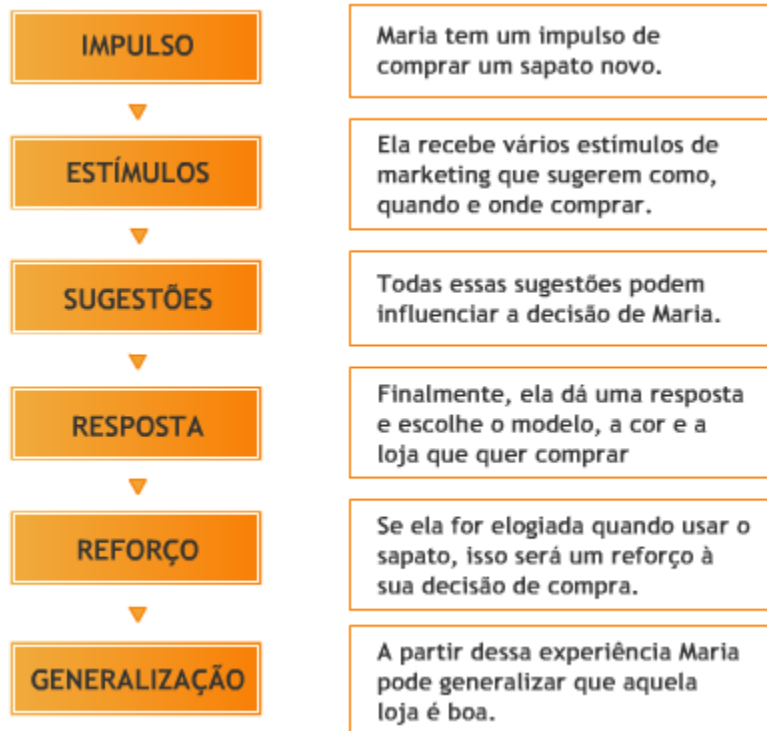 IMPULSO
Maria tem um impulso de
comprar um sapato novo.
ESTÍMULOS
Ela recebe vários estímulos de
marketing que sugerem como,
quando e onde comprar.
SUGESTÕES
Todas essas sugestões podem
influenciar a decisão de Maria.
RESPOSTA
Finalmente, ela dá uma resposta
e escolhe o modelo, a cor e a
loja que quer comprar
REFORÇO
Se ela for elogiada quando usar o
sapato, isso será um reforço à
sua decisão de compra.
GENERALIZAÇÃO
A partir dessa experiência Maria
pode generalizar que aquela
loja é boa.